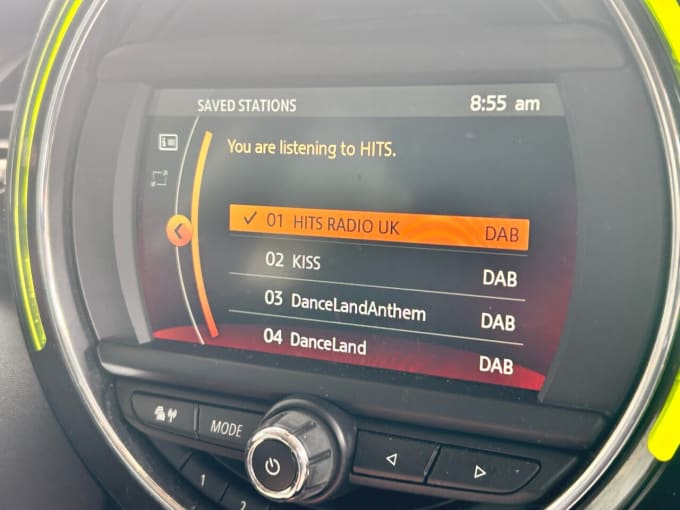 SAVED STATIONS 8:55 am
You are listening to HITS.
01 HITS RADIO UK DAB
02 KISS DAB
03 DanceLandAnthem DAB
04 DanceLand DAB
MODE
1
2